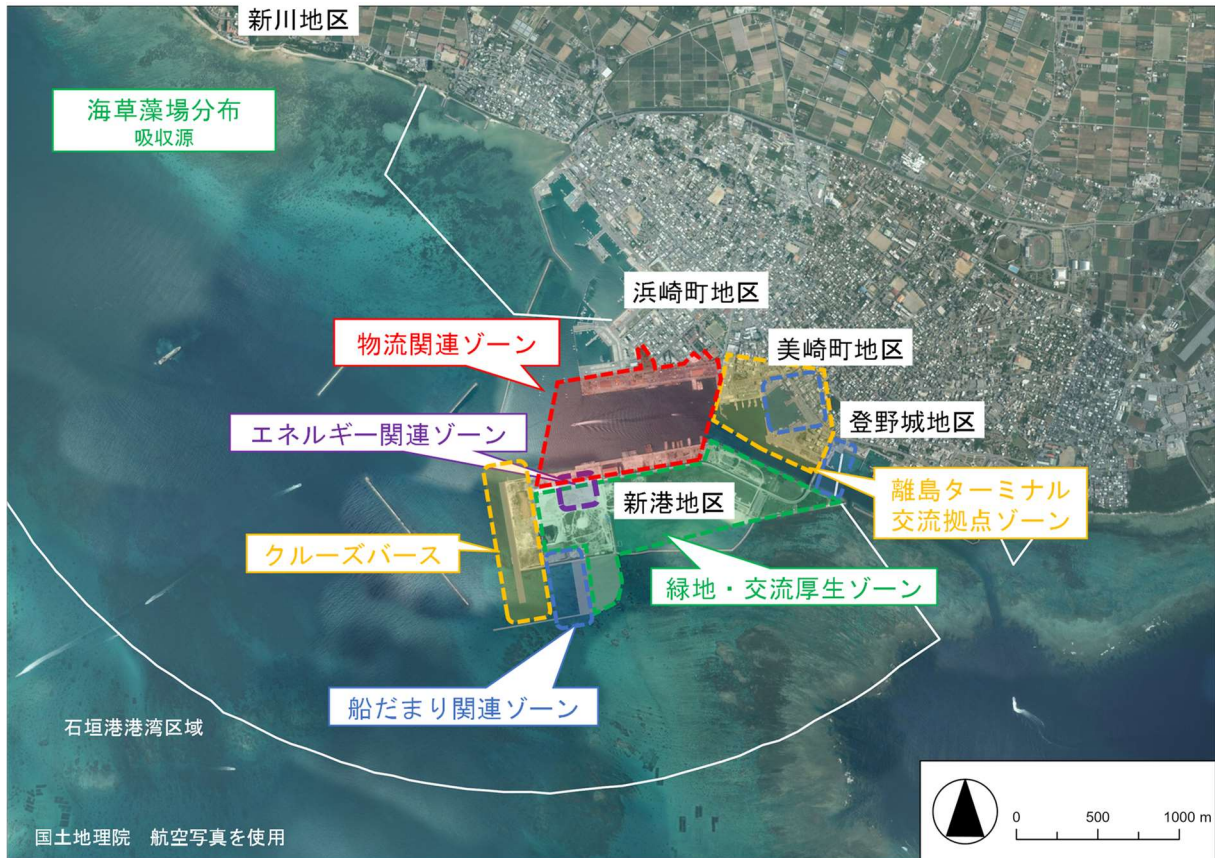 新川地区
海草藻場分布
吸収源
浜崎町地区
物流関連ゾーン
美崎町地区
登野城地区
エネルギー関連ゾーン
新港地区
離島ターミナル
交流拠点ゾーン
クルーズバース
緑地・交流厚生ゾーン
船だまり関連ゾーン
石垣港港湾区域
国土地理院 航空写真を使用
0 500 1000 m